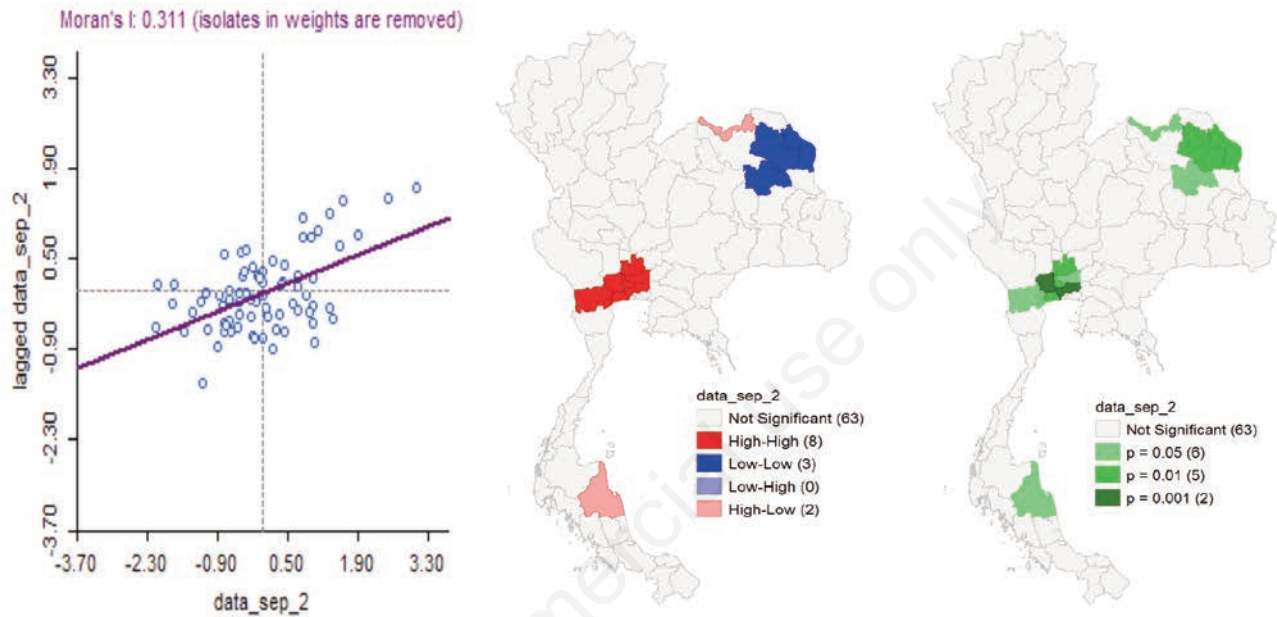 Moran's I: 0.311 (isolates in weights are removed)
3.30
1.90
0.50
-0.90
-2.30
-3.70
lagged data_sep_2
-3.70 -2.30 -0.90 0.50 1.90 3.30
data_sep_2
data_sep_2
Not Significant (63)
High-High (8)
Low-Low (3)
Low-High (0)
High-Low (2)
data_sep_2
Not Significant (63)
p = 0.05 (6)
p = 0.01 (5)
p = 0.001 (2)
mercial use only